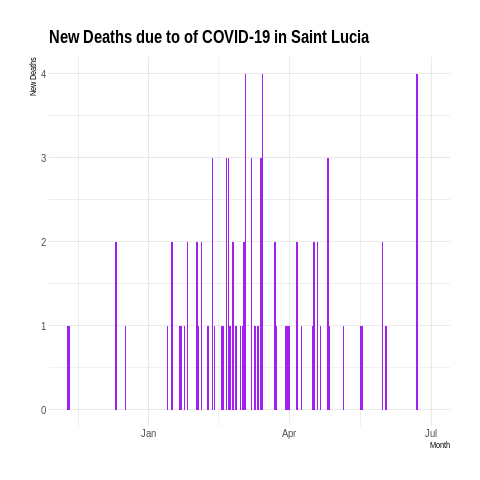 New Deaths due to of COVID-19 in Saint Lucia
New Deaths
4
3
2
1
0
Jan
Apr
Jul
Month